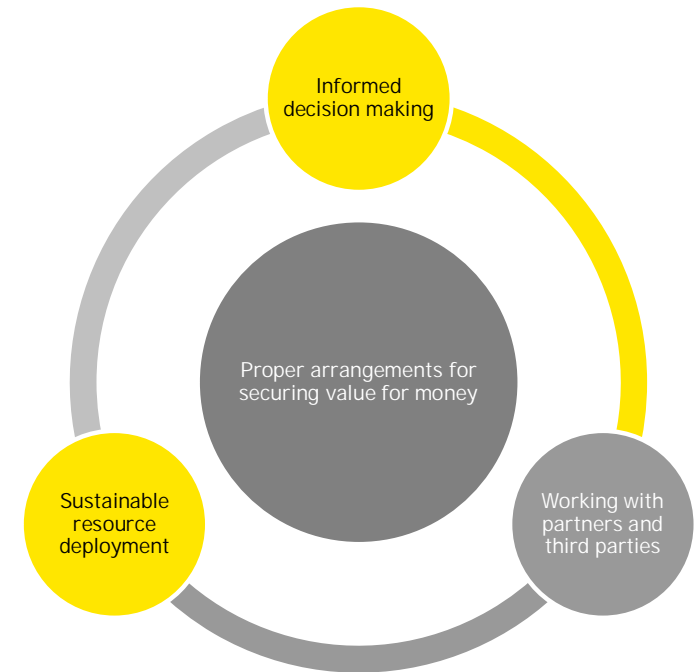 Informed
decision making
Proper arrangements for
securing value for money
Sustainable
resource
deployment
Working with
partners and
third parties